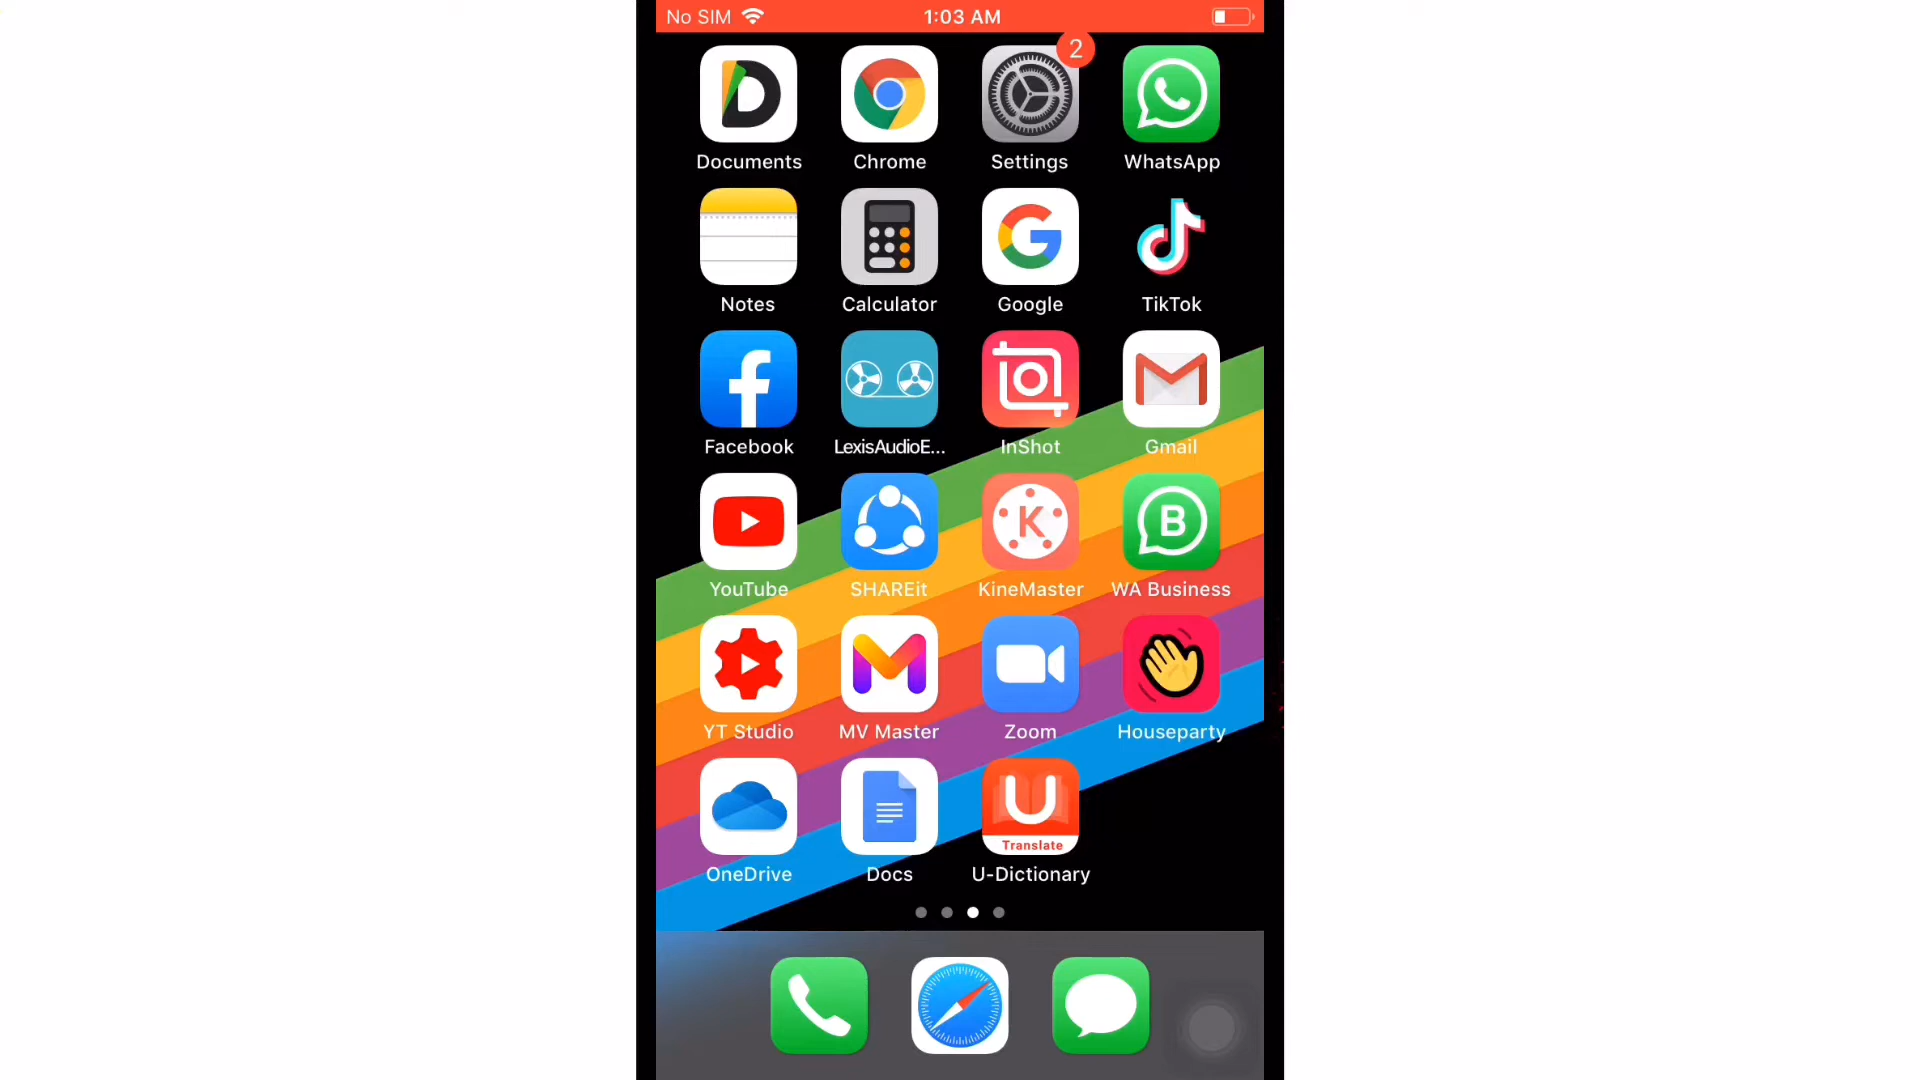 No SIM 1:03 AM
2
Documents Chrome Settings WhatsApp
Notes Calculator Google TikTok
Facebook LexisAudioE... InShot Gmail
K B
YouTube SHAREit KineMaster WA Business
YT Studio MV Master Zoom Houseparty
U
Translate
OneDrive Docs U-Dictionary